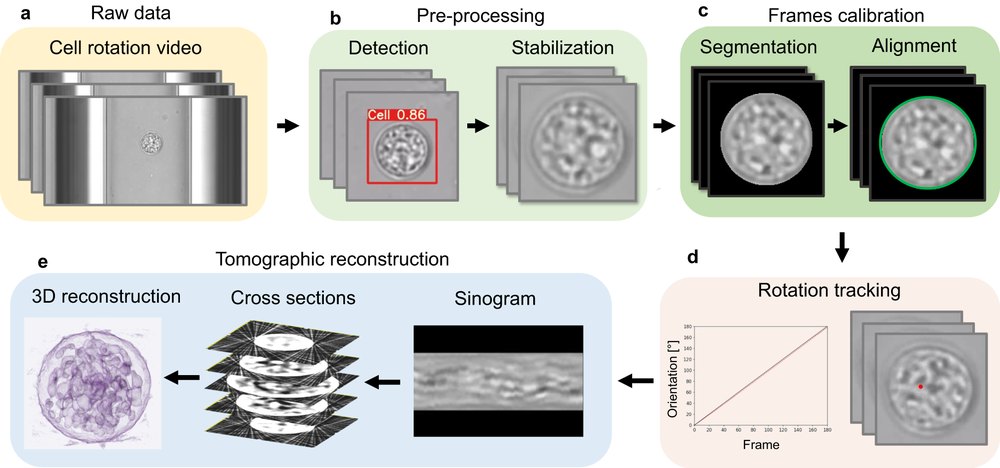 a
Raw data
Cell rotation video
b
Pre-processing
Detection
Stabilization
Cell 0.86
c
Frames calibration
Segmentation
Alignment
d
Rotation tracking
Orientation [°]
180
160
140
120
100
80
60
40
20
0
0 20 40 60 80 100 120 140 160 180
Frame
e
Tomographic reconstruction
3D reconstruction
Cross sections
Sinogram